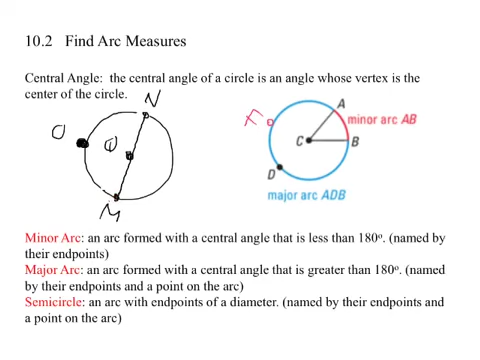 10.2 Find Arc Measures
Central Angle: the central angle of a circle is an angle whose vertex is the
center of the circle.
N
O
M
F
A
minor arc AB
C
B
D
major arc ADB
Minor Arc: an arc formed with a central angle that is less than 180°. (named by
their endpoints)
Major Arc: an arc formed with a central angle that is greater than 180°. (named
by their endpoints and a point on the arc)
Semicircle: an arc with endpoints of a diameter. (named by their endpoints and
a point on the arc)